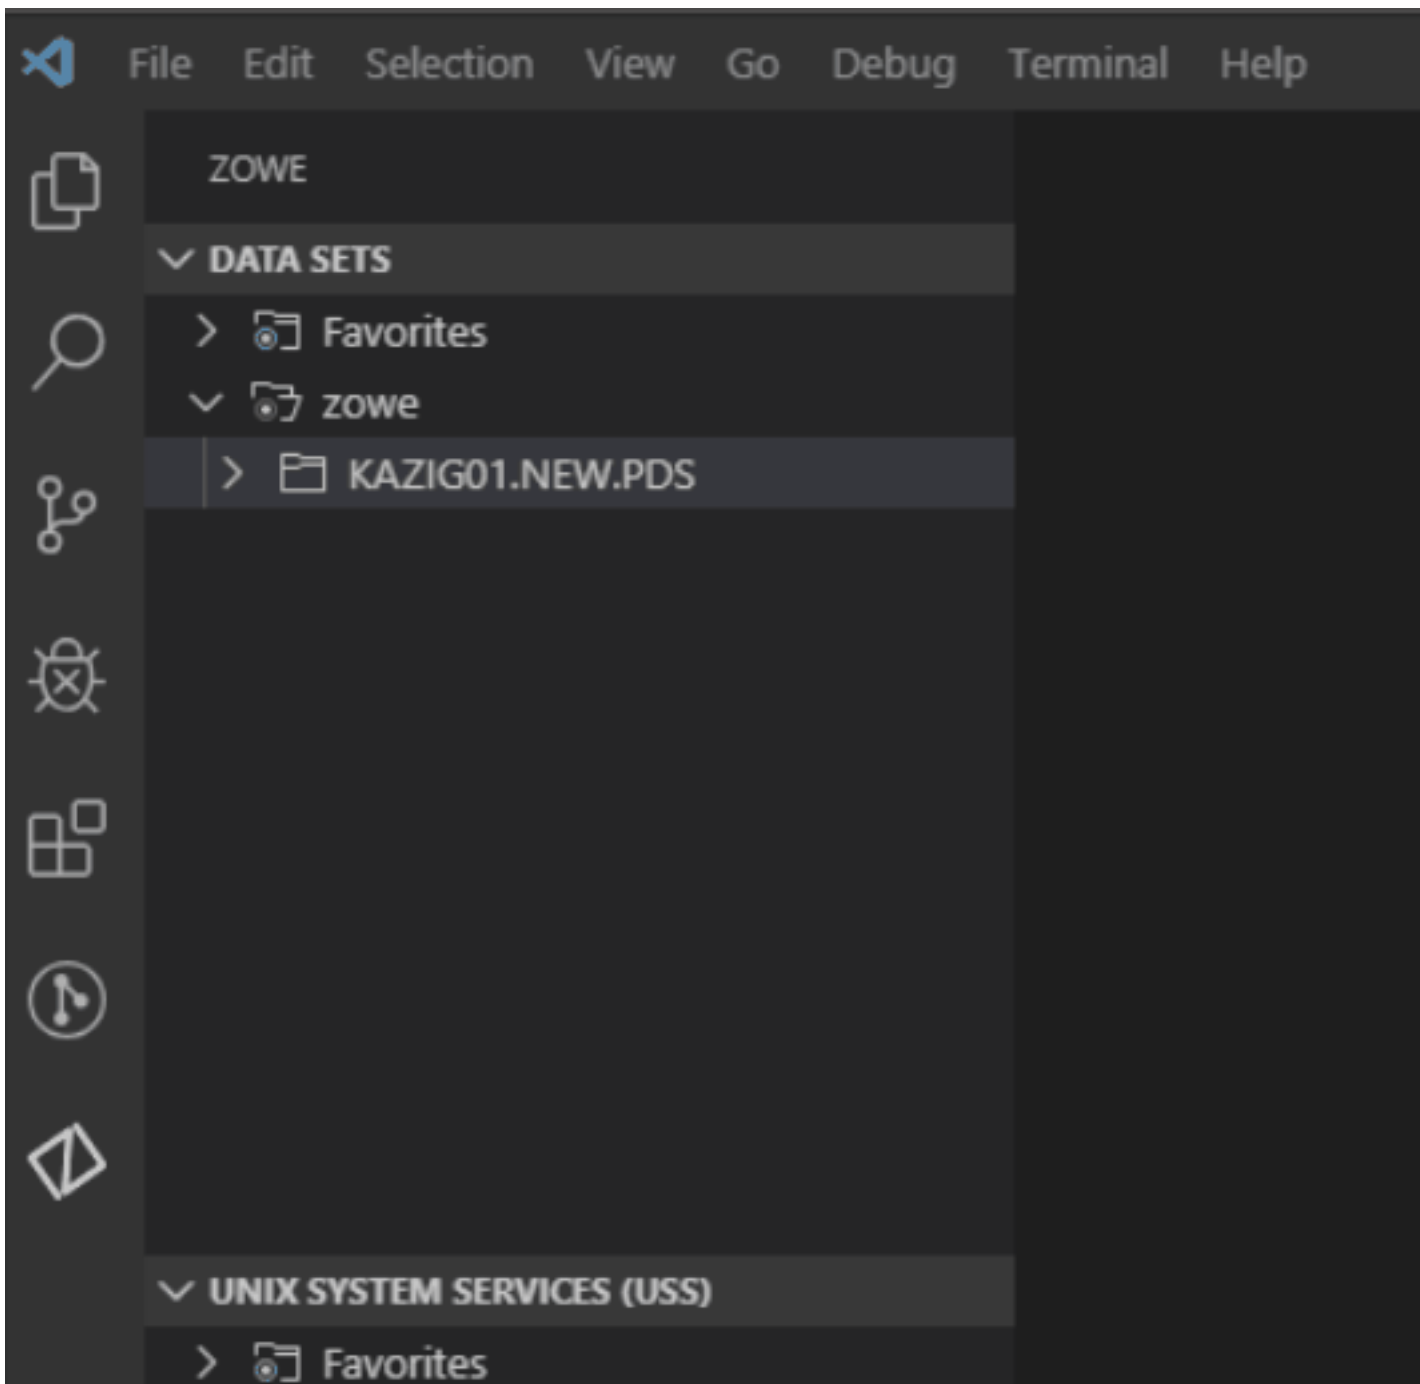 File Edit Selection View Go Debug Terminal Help
ZOWE
DATA SETS
Favorites
zowe
KAZIG01.NEW.PDS
UNIX SYSTEM SERVICES (USS)
Favorites